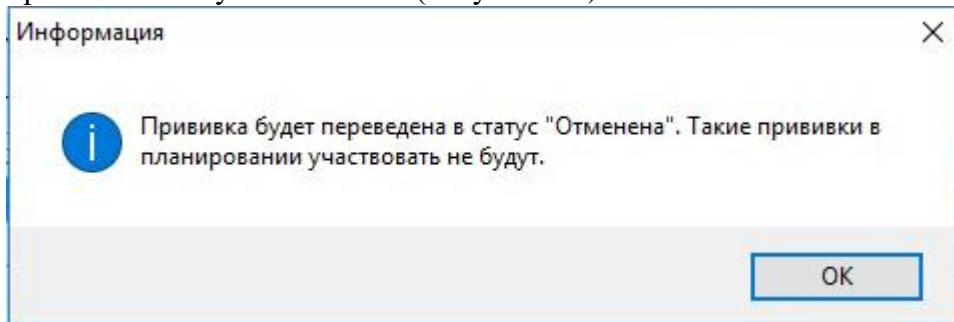 Информация
Прививка будет переведена в статус "Отменена". Такие прививки в
планировании участвовать не будут.
OK